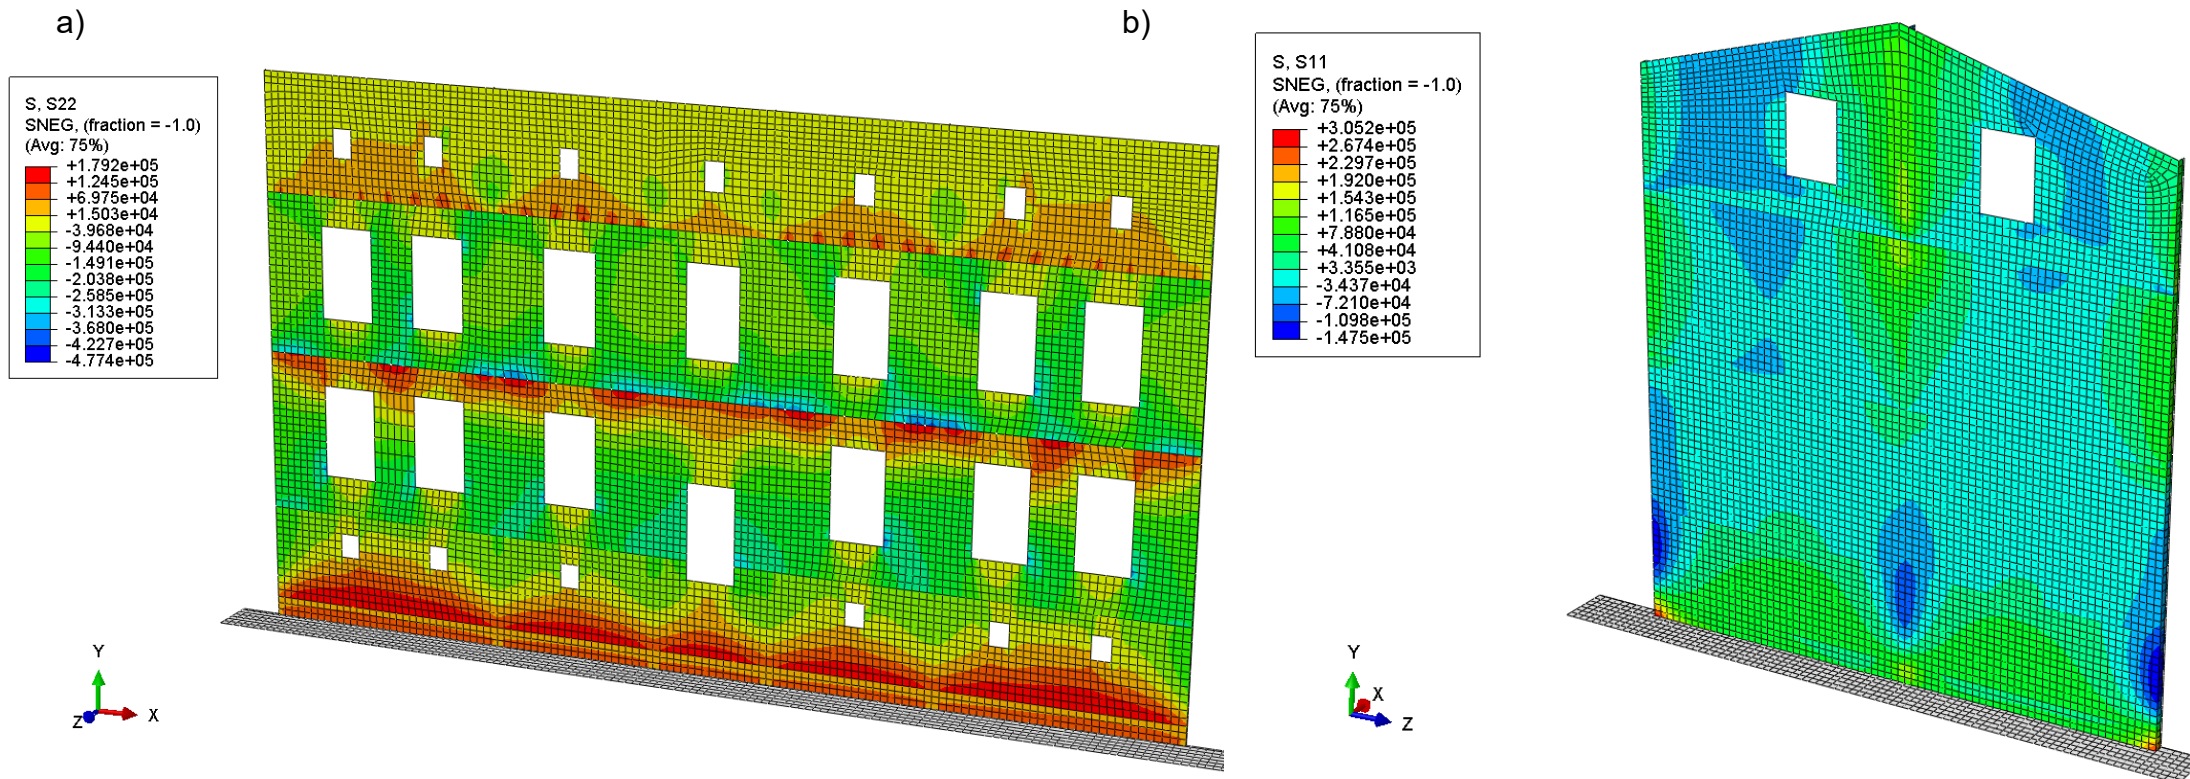 a)
S, S22
SNEG, (fraction = -1.0)
(Avg: 75%)
+1.792e+05
+1.245e+05
+6.975e+04
+1.503e+04
-3.968e+04
-9.440e+04
-1.491e+05
-2.038e+05
-2.585e+05
-3.133e+05
-3.680e+05
-4.227e+05
-4.774e+05
Y
Z
X
b)
S, S11
SNEG, (fraction = -1.0)
(Avg: 75%)
+3.052e+05
+2.674e+05
+2.297e+05
+1.920e+05
+1.543e+05
+1.165e+05
+7.880e+04
+4.108e+04
+3.355e+03
-3.437e+04
-7.210e+04
-1.098e+05
-1.475e+05
Y
X
Z